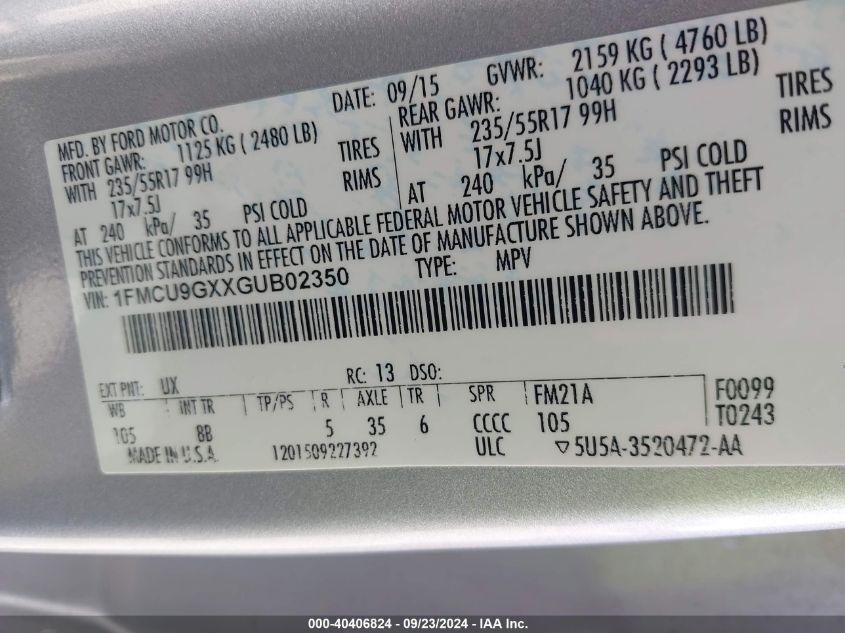 MFD. BY FORD MOTOR CO.
DATE: 09/15
GVWR: 2159 KG ( 4760 LB)
FRONT GAWR: 1125 KG ( 2480 LB)
REAR GAWR: 1040 KG ( 2293 LB)
WITH 235/55R17 99H TIRES
WITH 235/55R17 99H TIRES
17x7.5J RIMS
17x7.5J RIMS
AT 240 kPa/ 35 PSI COLD
AT 240 kPa/ 35 PSI COLD
THIS VEHICLE CONFORMS TO ALL APPLICABLE FEDERAL MOTOR VEHICLE SAFETY AND THEFT
PREVENTION STANDARDS IN EFFECT ON THE DATE OF MANUFACTURE SHOWN ABOVE.
VIN: 1FMCU9GXXGUB02350 TYPE: MPV
EXT PNT: UX RC: 13 DSO:
WB INT TR TP/PS R AXLE TR SPR FM21A F0099
105 8B 5 35 6 CCCC 105 T0243
MADE IN U.S.A. 1201509227392 ULC ▽5U5A-3520472-AA
000-40406824 - 09/23/2024 - IAA Inc.